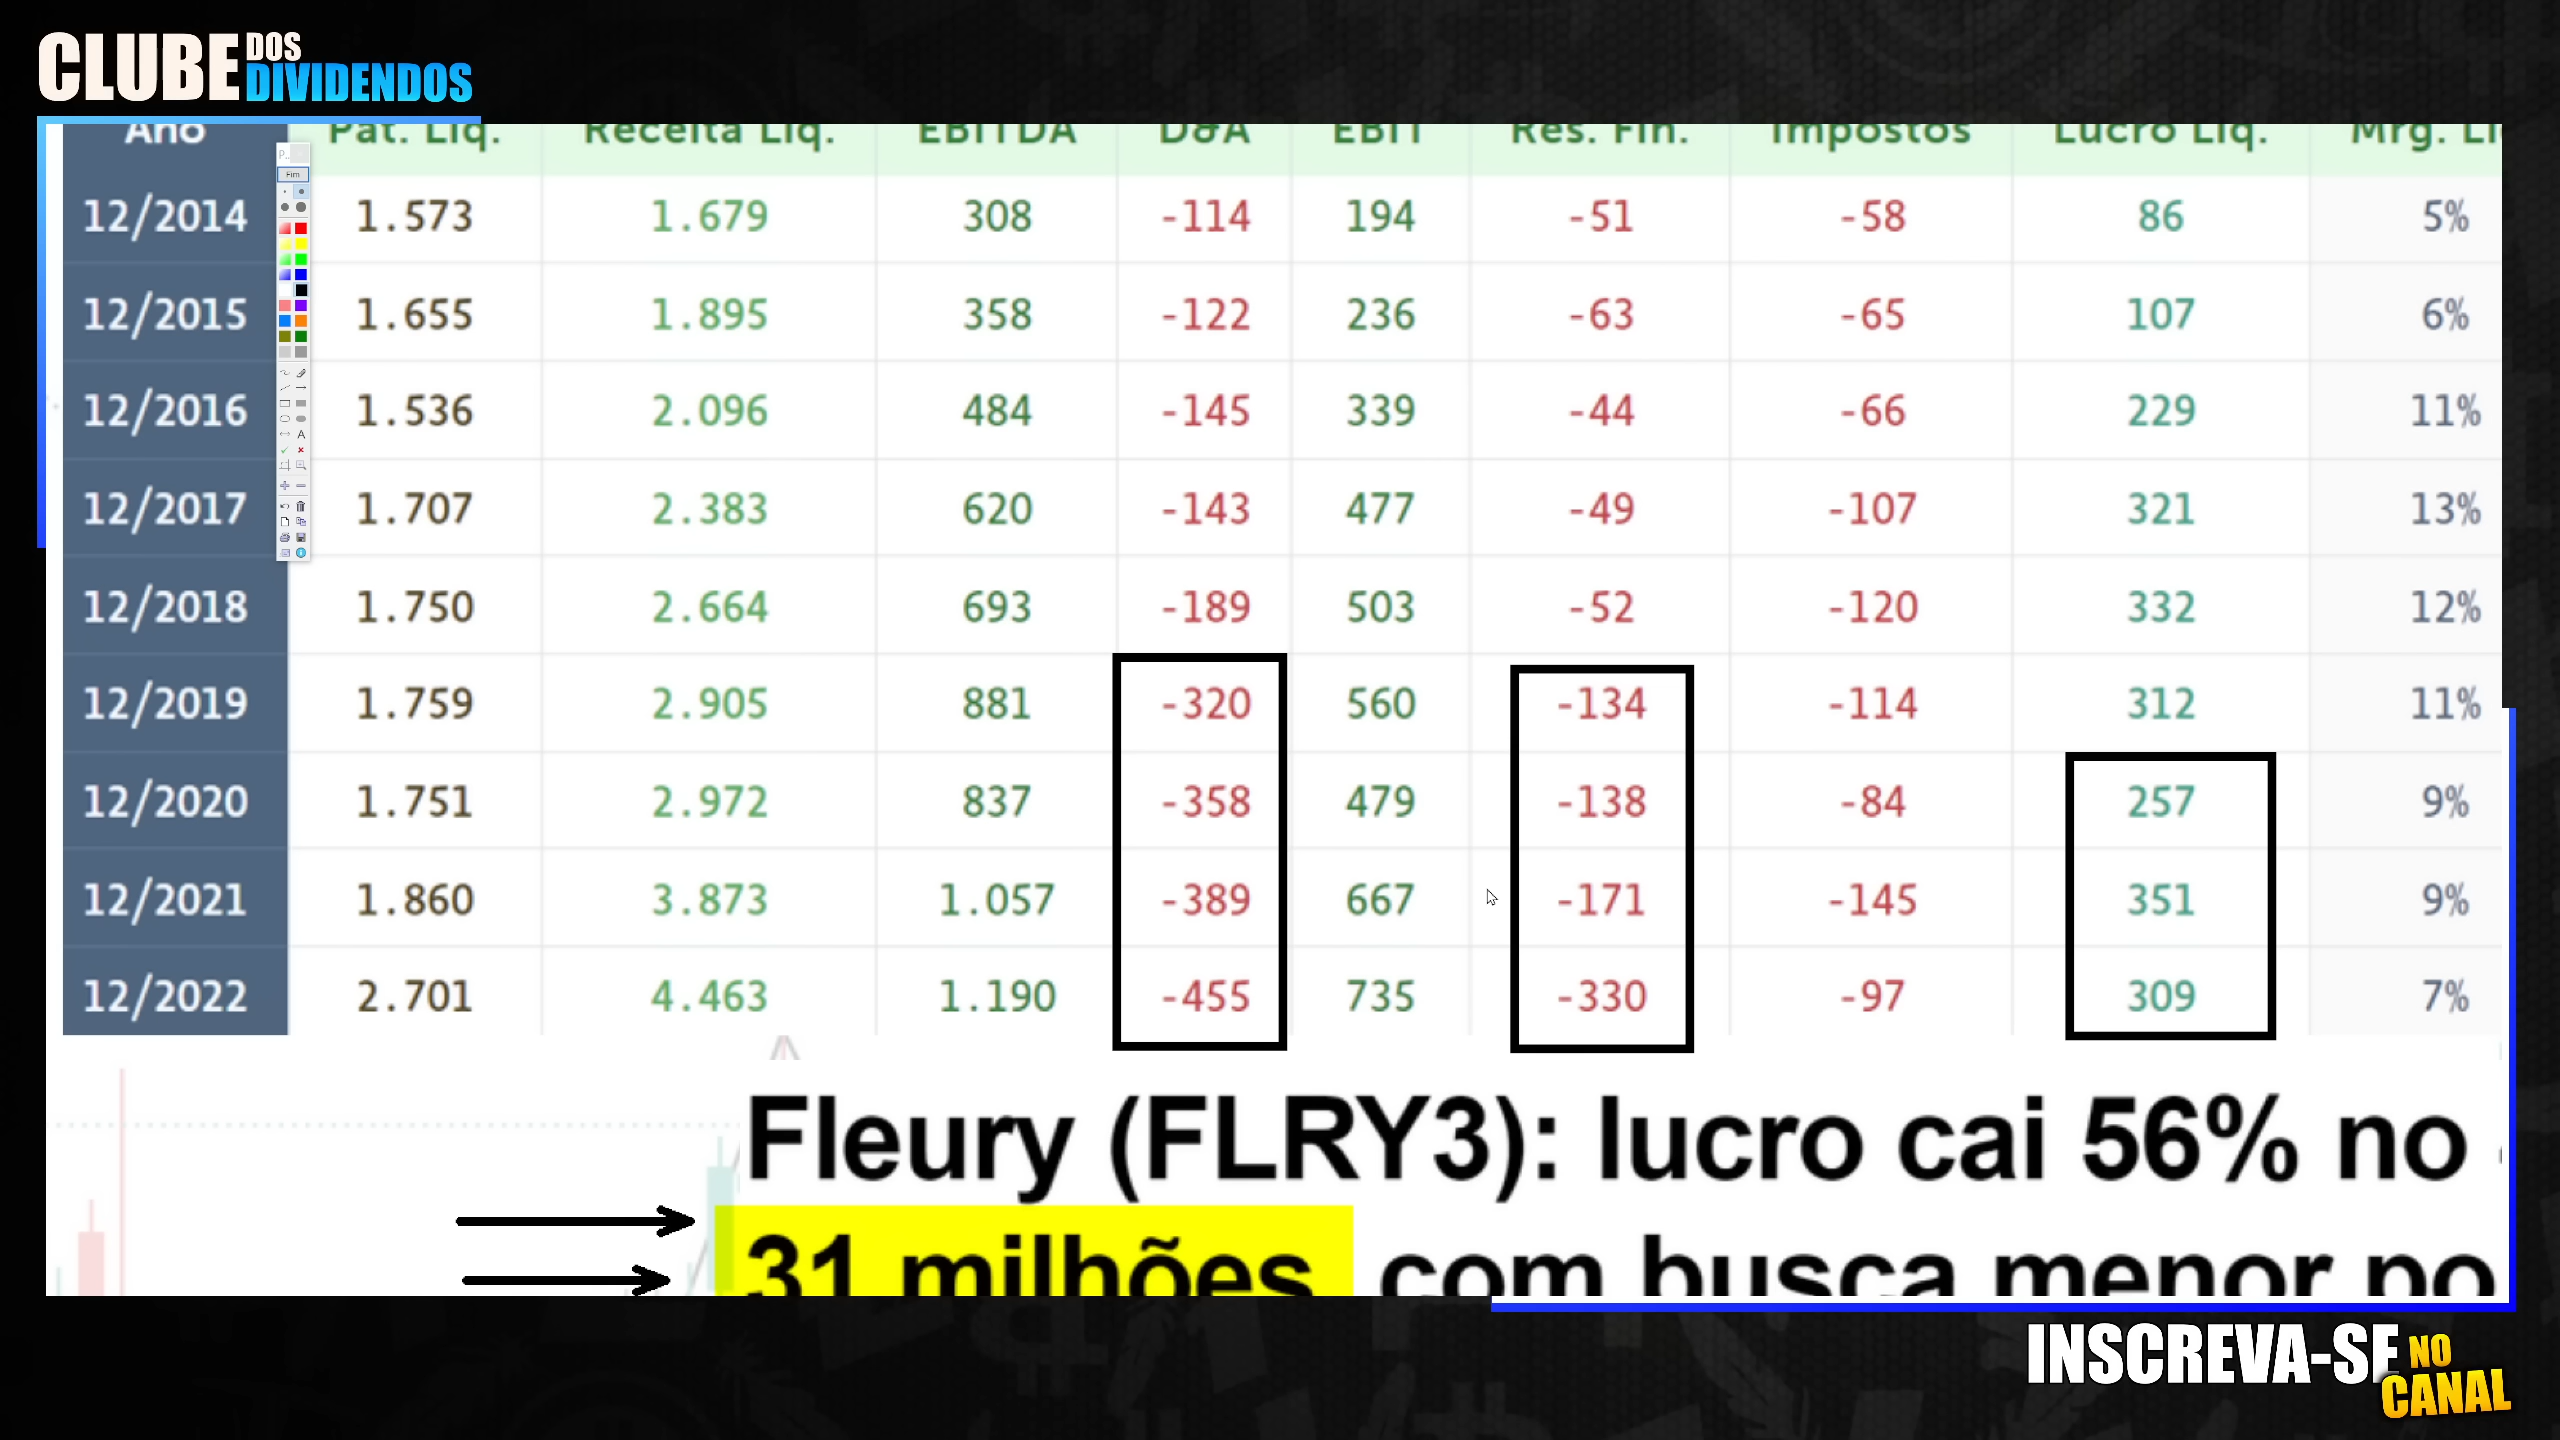 CLUBE DOS DIVIDENDOS
Ano Pat. Liq. Receita Liq. EBITDA D&A EBIT Res. Fin. Impostos Lucro Liq. Mrg.
12/2014 1.573 1.679 308 -114 194 -51 -58 86 5%
12/2015 1.655 1.895 358 -122 236 -63 -65 107 6%
12/2016 1.536 2.096 484 -145 339 -44 -66 229 11%
12/2017 1.707 2.383 620 -143 477 -49 -107 321 13%
12/2018 1.750 2.664 693 -189 503 -52 -120 332 12%
12/2019 1.759 2.905 881 -320 560 -134 -114 312 11%
12/2020 1.751 2.972 837 -358 479 -138 -84 257 9%
12/2021 1.860 3.873 1.057 -389 667 -171 -145 351 9%
12/2022 2.701 4.463 1.190 -455 735 -330 -97 309 7%
Fim
Fleury (FLRY3): lucro cai 56% no
31 milhões com busca menor po
INSCREVA-SE NO CANAL